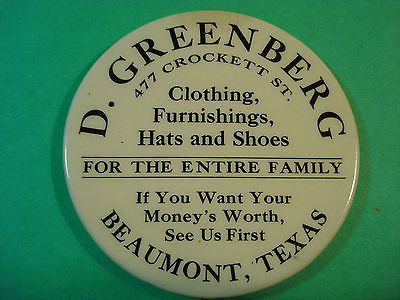 D. GREENBERG
477 CROCKETT ST.
Clothing,
Furnishings,
Hats and Shoes
FOR THE ENTIRE FAMILY
If You Want Your
Money's Worth,
See Us First
BEAUMONT, TEXAS